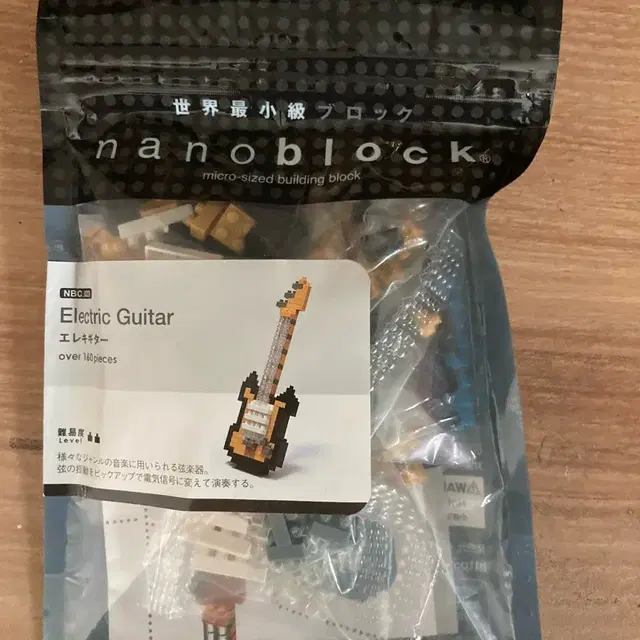 世界最小級ブロック
nanoblock®
micro-sized building block
Electric Guitar
エレキギター
over 160 pieces
難易度
Level
様々なジャンルの音楽に用いられる弦楽器。
弦の振動をピックアップで電気信号に変えて演奏する。